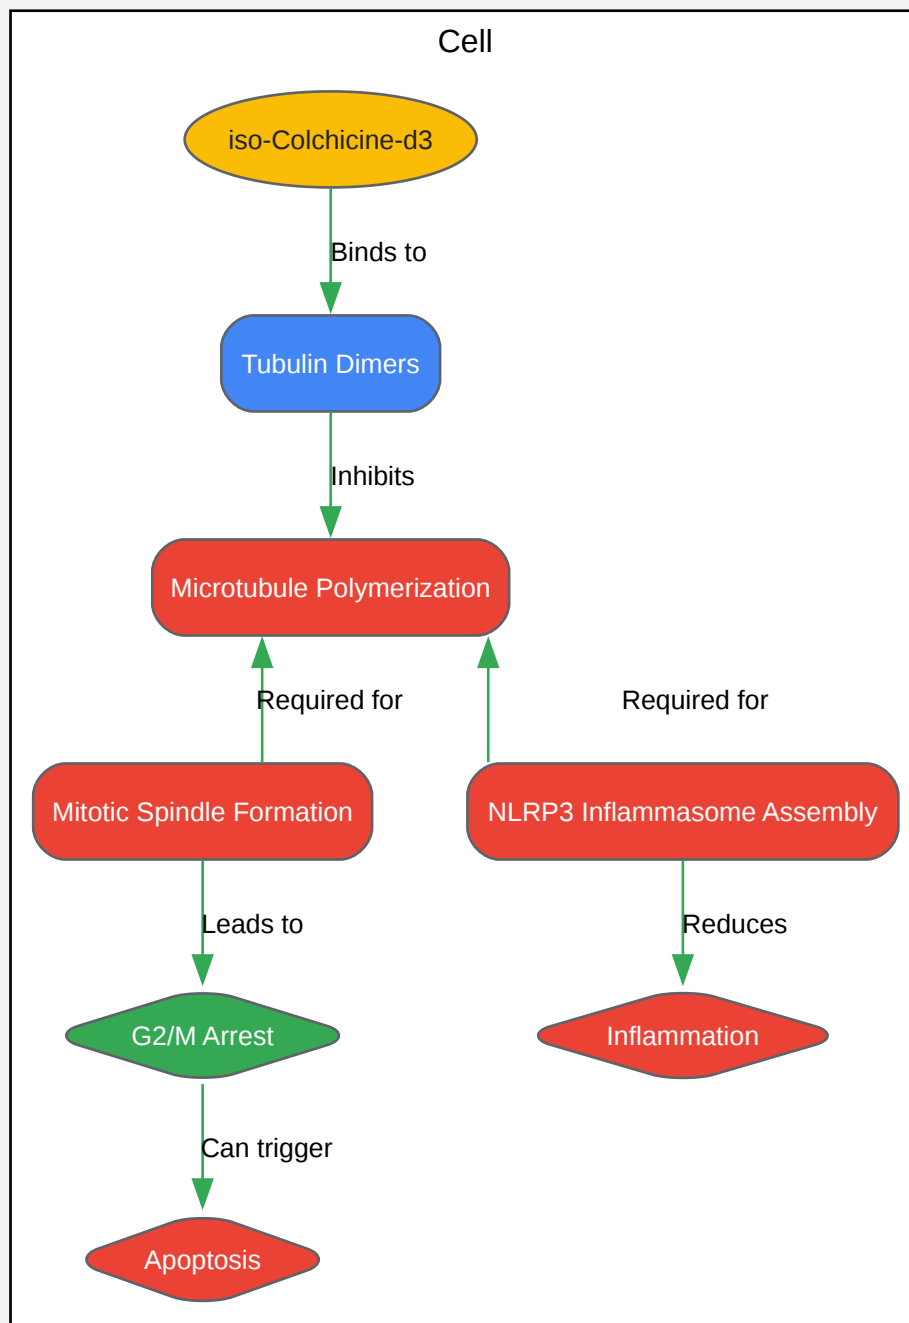 Cell
iso-Colchicine-d3
Binds to
Tubulin Dimers
Inhibits
Microtubule Polymerization
Required for
Required for
Mitotic Spindle Formation
NLRP3 Inflammasome Assembly
Leads to
Reduces
G2/M Arrest
Inflammation
Can trigger
Apoptosis